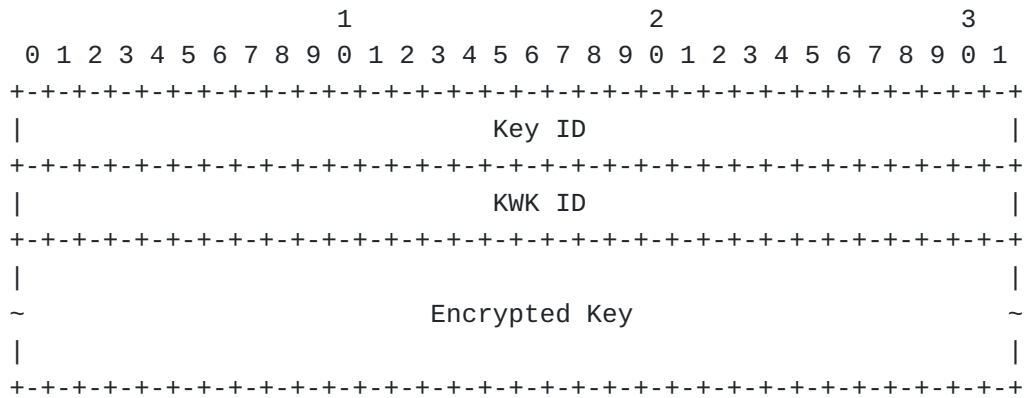 1                   2                   3
 0 1 2 3 4 5 6 7 8 9 0 1 2 3 4 5 6 7 8 9 0 1 2 3 4 5 6 7 8 9 0 1
+-+-+-+-+-+-+-+-+-+-+-+-+-+-+-+-+-+-+-+-+-+-+-+-+-+-+-+-+-+-+-+-+
|                              Key ID                           |
+-+-+-+-+-+-+-+-+-+-+-+-+-+-+-+-+-+-+-+-+-+-+-+-+-+-+-+-+-+-+-+-+
|                              KWK ID                           |
+-+-+-+-+-+-+-+-+-+-+-+-+-+-+-+-+-+-+-+-+-+-+-+-+-+-+-+-+-+-+-+-+
|                                                               |
~                          Encrypted Key                        ~
|                                                               |
+-+-+-+-+-+-+-+-+-+-+-+-+-+-+-+-+-+-+-+-+-+-+-+-+-+-+-+-+-+-+-+-+